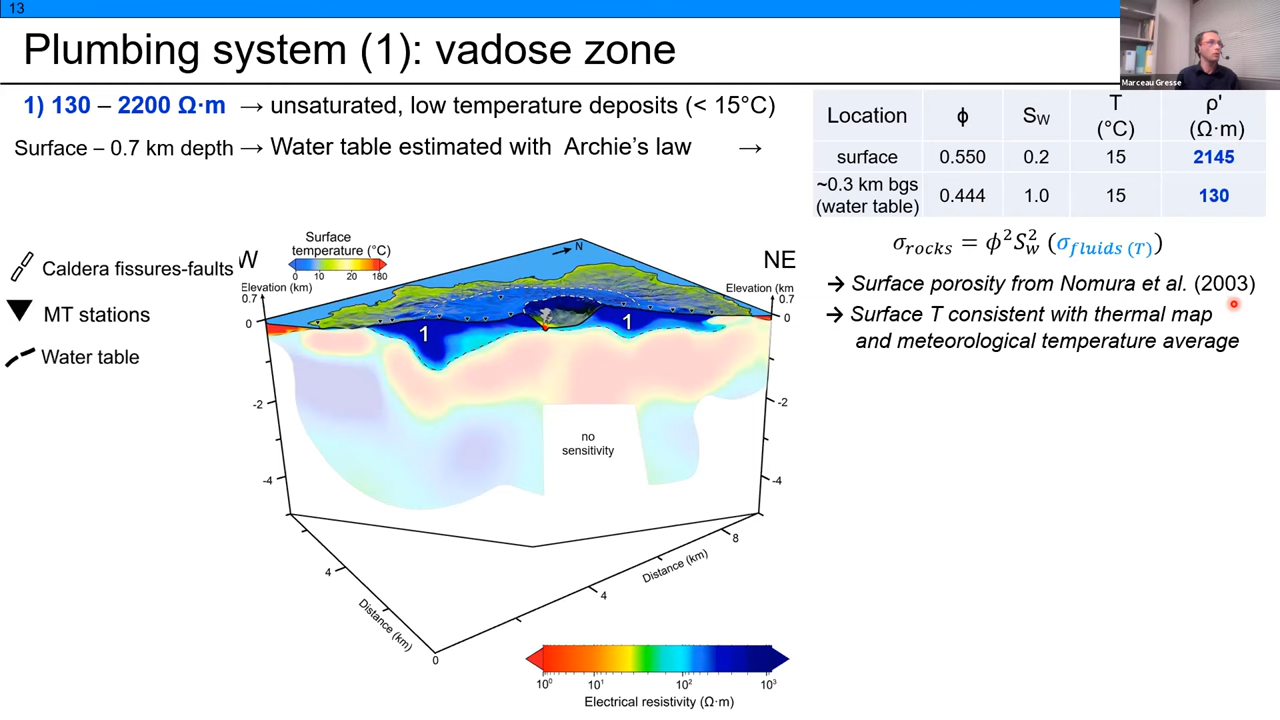 13
Plumbing system (1): vadose zone
Marceau Gresse
1) 130 – 2200 Ω·m → unsaturated, low temperature deposits (< 15°C)
Surface – 0.7 km depth → Water table estimated with Archie's law →
Location ϕ SW T (°C) ρ' (Ω·m)
surface 0.550 0.2 15 2145
~0.3 km bgs (water table) 0.444 1.0 15 130
σrocks = ϕ²Sw² (σfluids (T))
→ Surface porosity from Nomura et al. (2003)
→ Surface T consistent with thermal map
and meteorological temperature average
Caldera fissures-faults
MT stations
Water table
Surface
temperature (°C)
0 10 20 180
N
W
NE
Elevation (km)
0.7
0
-2
-4
Elevation (km)
0.7
0
-2
-4
1
1
no
sensitivity
4
Distance (km)
0
4
8
Distance (km)
10⁰ 10¹ 10² 10³
Electrical resistivity (Ω·m)